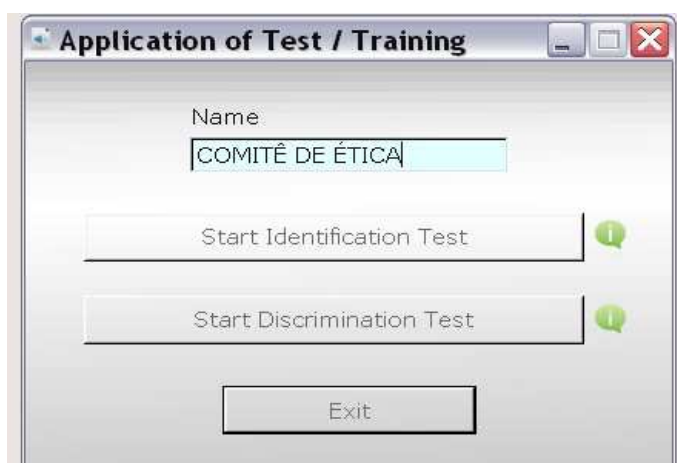 Application of Test / Training
Name
COMITÊ DE ÉTICA
Start Identification Test
Start Discrimination Test
Exit